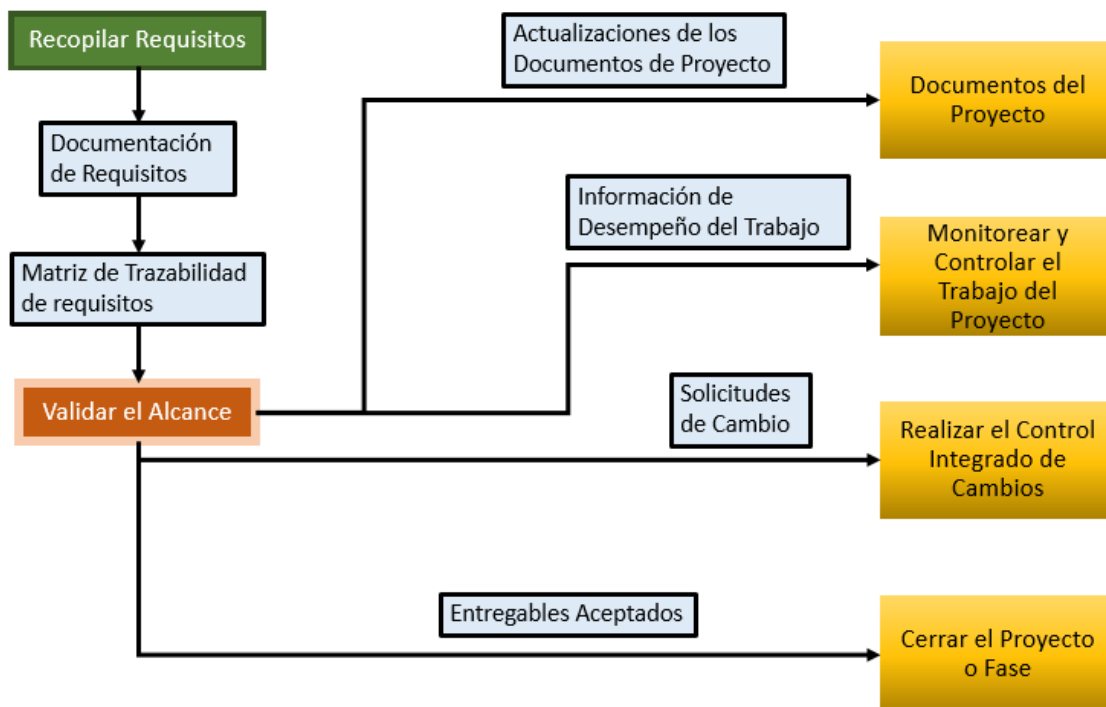 Recopilar Requisitos
Documentación
de Requisitos
Matriz de Trazabilidad
de requisitos
Validar el Alcance
Actualizaciones de los
Documentos de Proyecto
Documentos del
Proyecto
Información de
Desempeño del Trabajo
Monitorear y
Controlar el
Trabajo del
Proyecto
Solicitudes
de Cambio
Realizar el Control
Integrado de
Cambios
Entregables Aceptados
Cerrar el Proyecto
o Fase